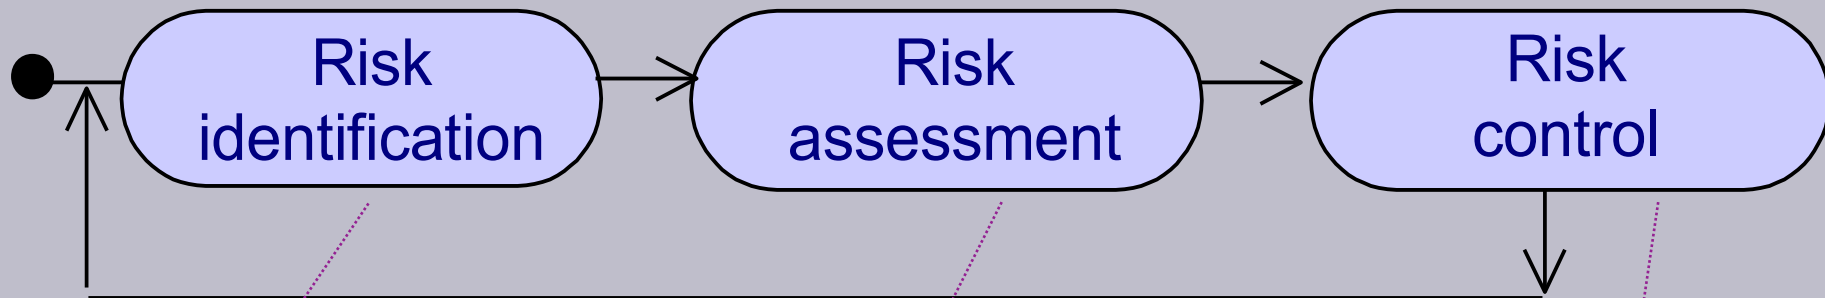 Risk
identification
Risk
assessment
Risk
control